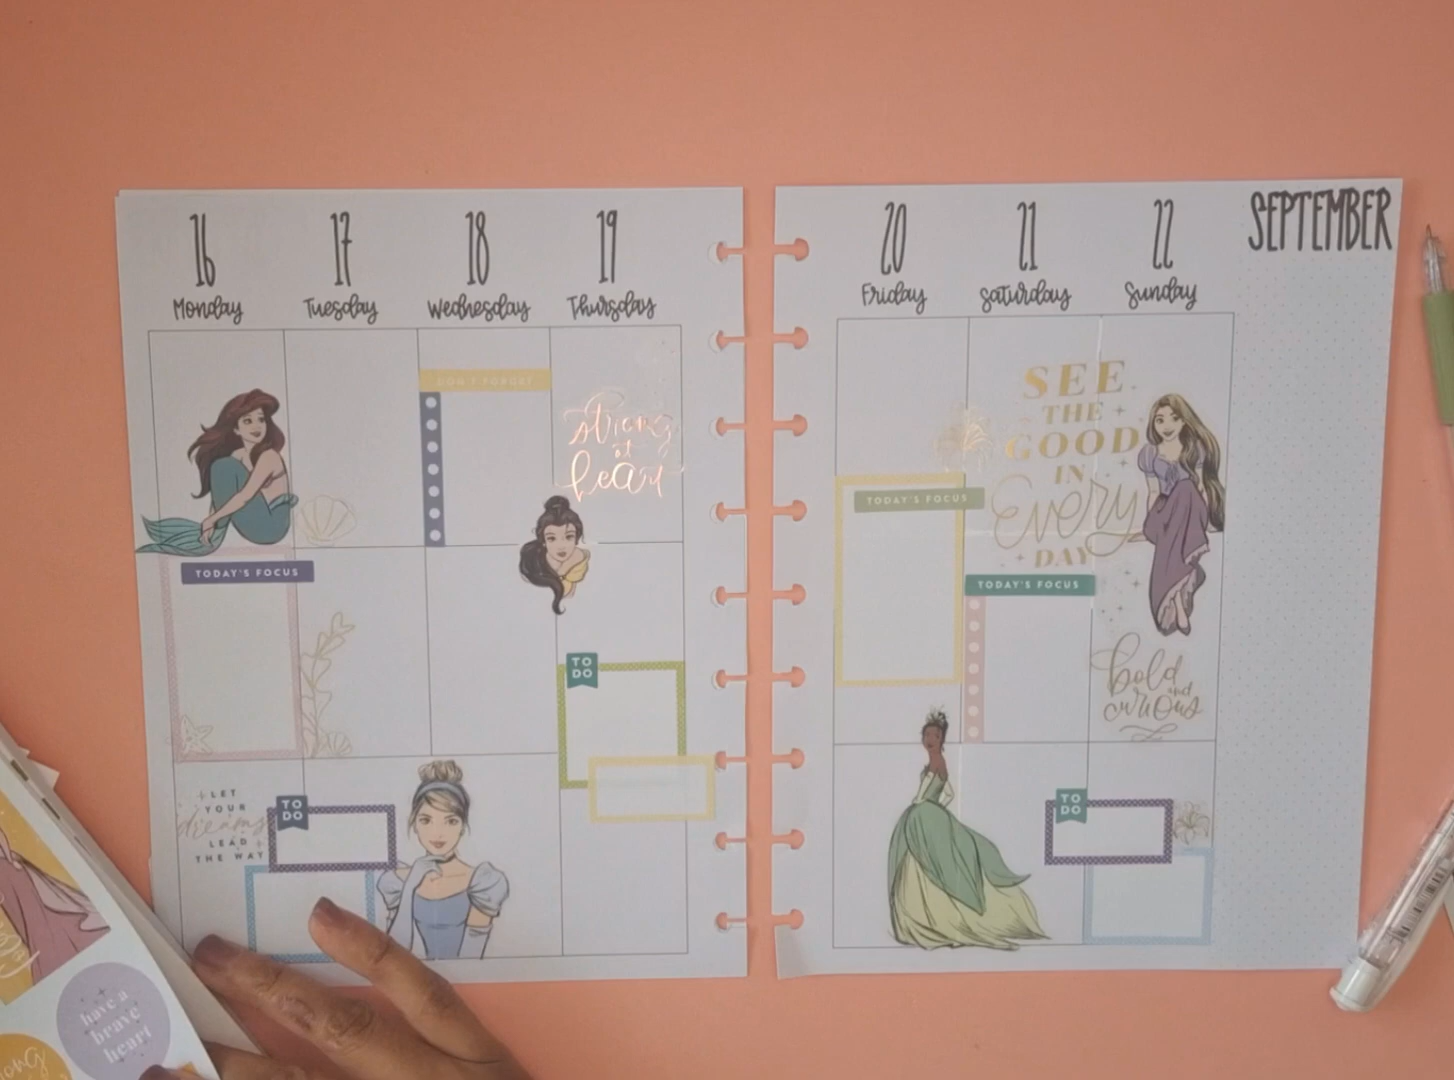 16
Monday
17
Tuesday
18
Wednesday
19
Thursday
DON'T FORGET
strong
at
heart
TODAY'S FOCUS
TO
DO
LET
YOUR
dreams
LEAD
THE WAY
TO
DO
20
Friday
21
Saturday
22
Sunday
SEPTEMBER
SEE
THE
GOOD
IN
Every
DAY
TODAY'S FOCUS
TODAY'S FOCUS
bold
and
curious
TO
DO
have a
brave
heart